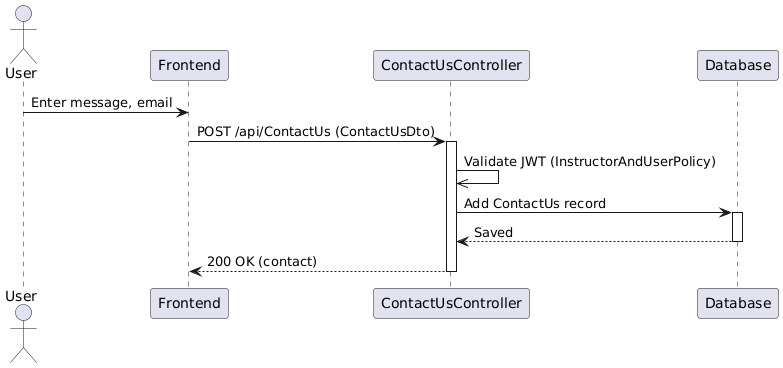 User
Frontend
ContactUsController
Database
Enter message, email
POST /api/ContactUs (ContactUsDto)
Validate JWT (InstructorAndUserPolicy)
Add ContactUs record
Saved
200 OK (contact)
User
Frontend
ContactUsController
Database